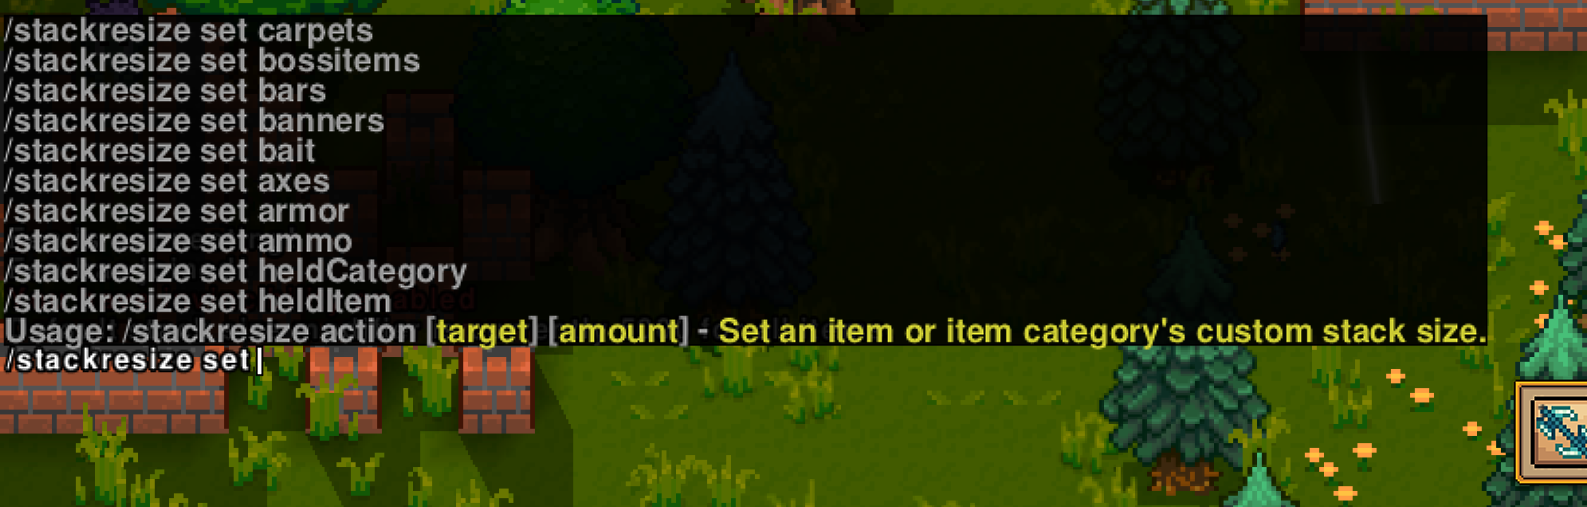 /stackresize set carpets
/stackresize set bossitems
/stackresize set bars
/stackresize set banners
/stackresize set bait
/stackresize set axes
/stackresize set armor
/stackresize set ammo
/stackresize set heldCategory
/stackresize set heldItem
Usage: /stackresize action [target] [amount] - Set an item or item category's custom stack size.
/stackresize set